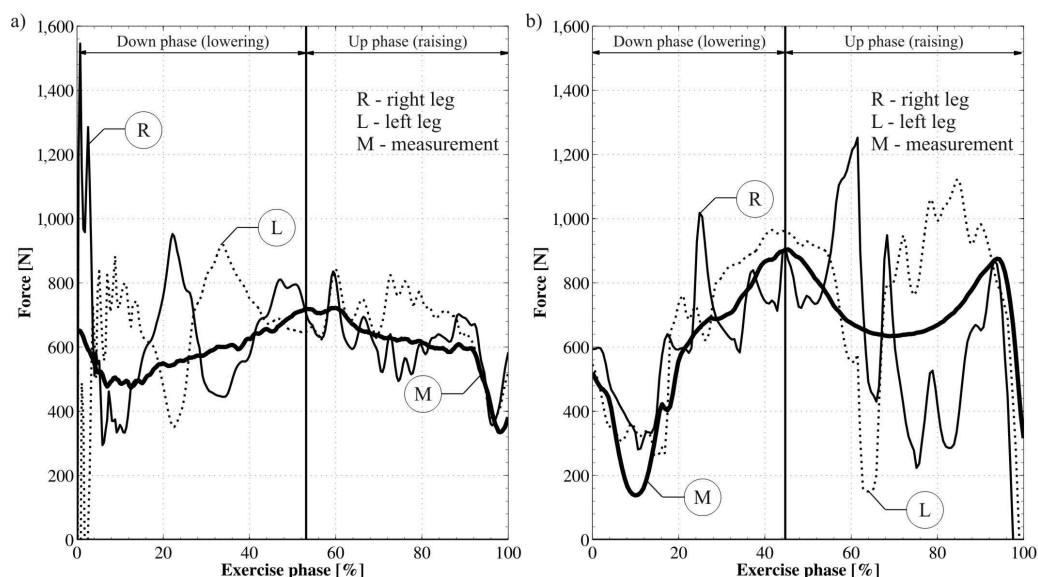 a)
1,600
1,400
1,200
1,000
800
600
400
200
0
Force [N]
Down phase (lowering)
Up phase (raising)
R - right leg
L - left leg
M - measurement
R
L
M
0 20 40 60 80 100
Exercise phase [%]
b)
1,600
1,400
1,200
1,000
800
600
400
200
0
Force [N]
Down phase (lowering)
Up phase (raising)
R - right leg
L - left leg
M - measurement
R
M
L
0 20 40 60 80 100
Exercise phase [%]